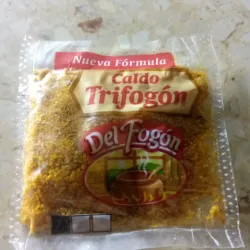 Nueva Fórmula
Caldo
Trifogón
Del Fogón